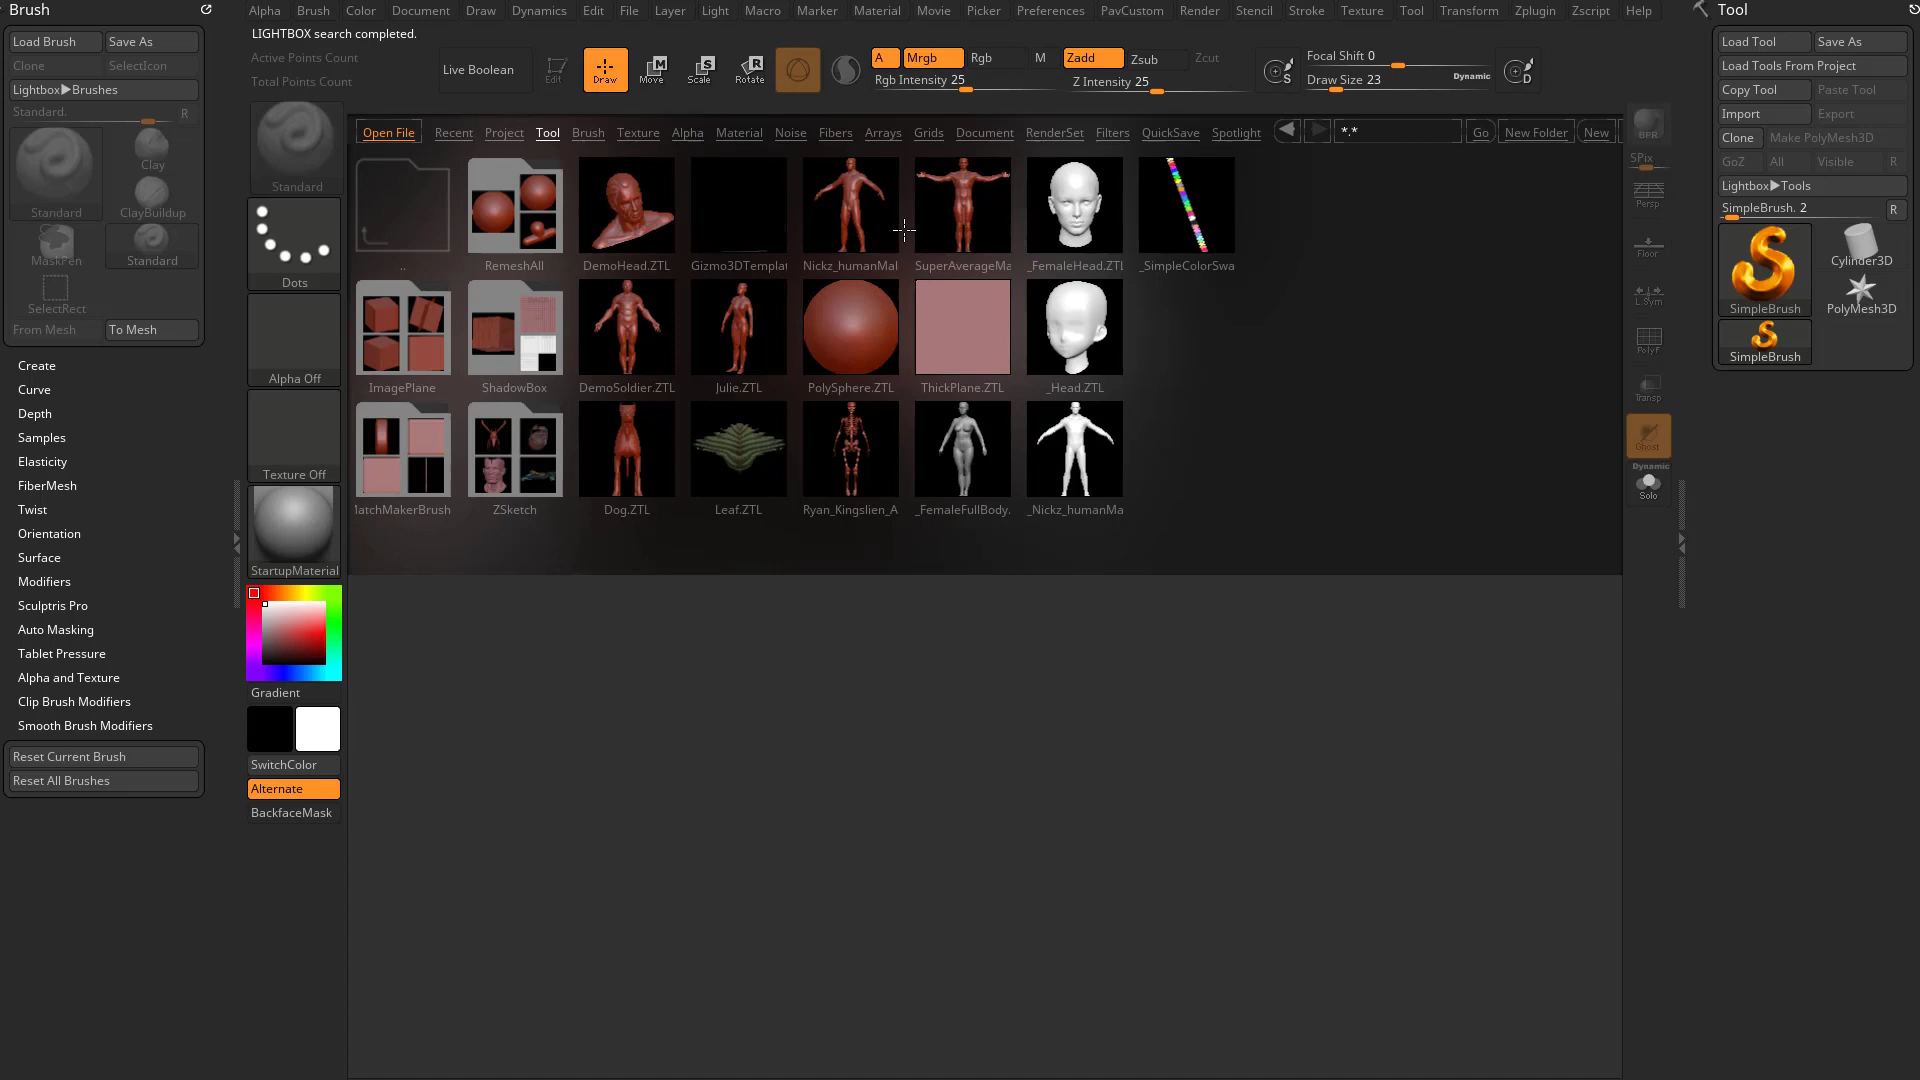 Brush
Load Brush
Save As
Clone
SelectIcon
Lightbox▶Brushes
Standard.
R
Standard
Clay
ClayBuildup
MaskPen
Standard
SelectRect
From Mesh
To Mesh
Create
Curve
Depth
Samples
Elasticity
FiberMesh
Twist
Orientation
Surface
Modifiers
Sculptris Pro
Auto Masking
Tablet Pressure
Alpha and Texture
Clip Brush Modifiers
Smooth Brush Modifiers
Reset Current Brush
Reset All Brushes
Alpha Brush Color Document Draw Dynamics Edit File Layer Light Macro Marker Material Movie Picker Preferences PavCustom Render Stencil Stroke Texture Tool Transform Zplugin Zscript Help
LIGHTBOX search completed.
Active Points Count
Total Points Count
Live Boolean
Edit
Draw
M
Move
S
Scale
R
Rotate
A Mrgb Rgb M
Rgb Intensity 25
Zadd Zsub Zcut
Z Intensity 25
S
Focal Shift 0
Draw Size 23
Dynamic
D
Standard
Dots
Alpha Off
Texture Off
StartupMaterial
Gradient
SwitchColor
Alternate
BackfaceMask
Open File Recent Project Tool Brush Texture Alpha Material Noise Fibers Arrays Grids Document RenderSet Filters QuickSave Spotlight *.* Go New Folder New
.. RemeshAll DemoHead.ZTL Gizmo3DTemplat Nickz_humanMal SuperAverageMa _FemaleHead.ZTL _SimpleColorSwa
ImagePlane ShadowBox DemoSoldier.ZTL Julie.ZTL PolySphere.ZTL ThickPlane.ZTL _Head.ZTL
MatchMakerBrush ZSketch Dog.ZTL Leaf.ZTL Ryan_Kingslien_A _FemaleFullBody. _Nickz_humanMa
BPR
SPix
Persp
Floor
L.Sym
PolyF
Transp
Ghost
Dynamic
Solo
Tool
Load Tool
Save As
Load Tools From Project
Copy Tool
Paste Tool
Import
Export
Clone
Make PolyMesh3D
GoZ
All
Visible
R
Lightbox▶Tools
SimpleBrush. 2
R
SimpleBrush
Cylinder3D
PolyMesh3D
SimpleBrush